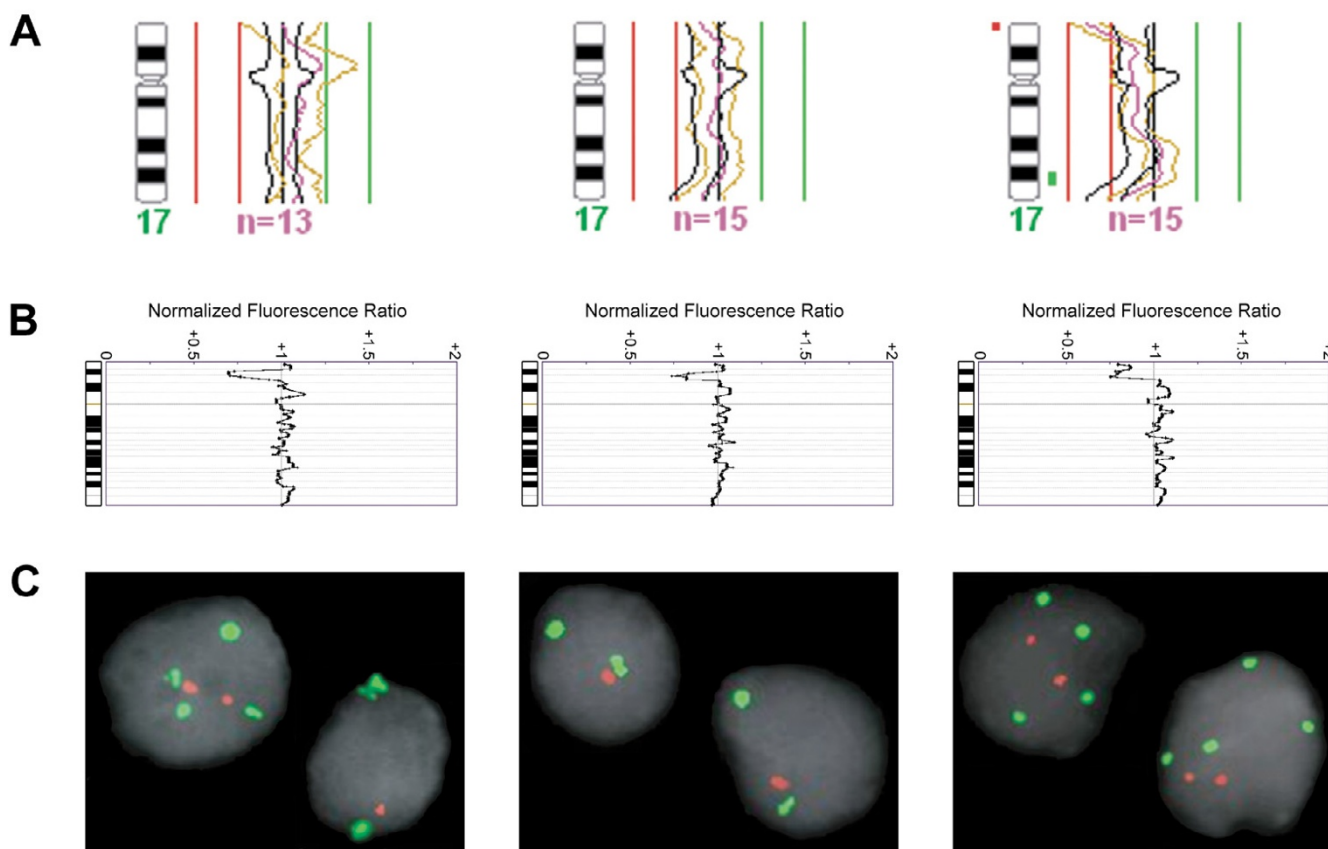 A
17 n=13
17 n=15
17 n=15
B
Normalized Fluorescence Ratio
0 +0.5 +1 +1.5 +2
Normalized Fluorescence Ratio
0 +0.5 +1 +1.5 +2
Normalized Fluorescence Ratio
0 +0.5 +1 +1.5 +2
C